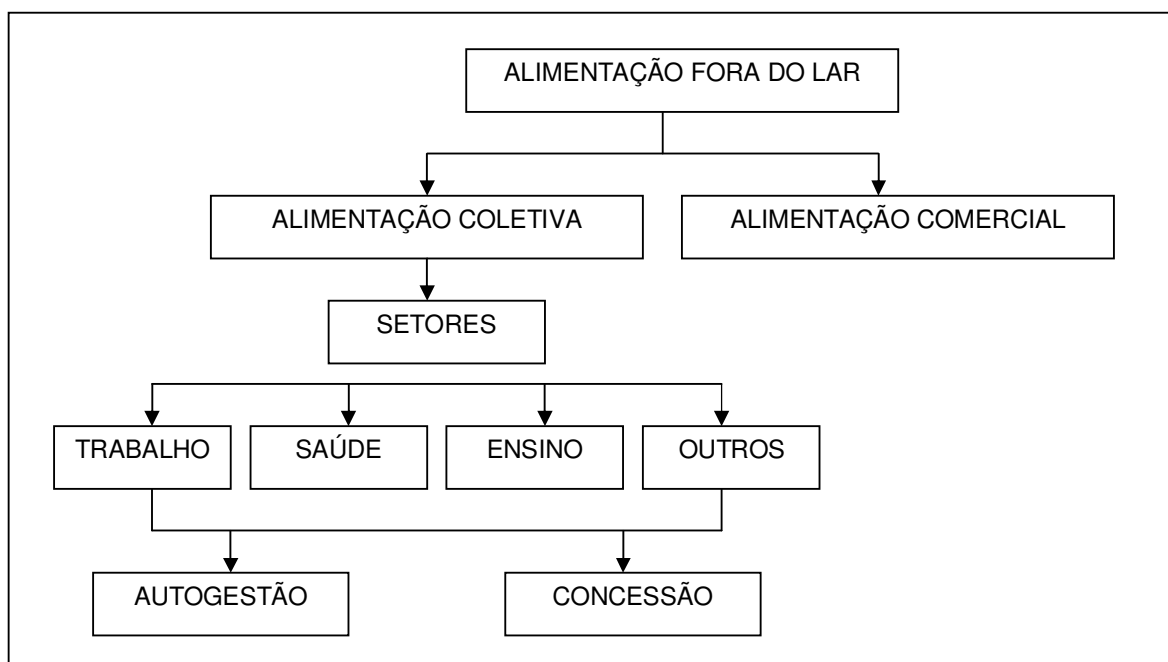 ALIMENTAÇÃO FORA DO LAR
ALIMENTAÇÃO COLETIVA
ALIMENTAÇÃO COMERCIAL
SETORES
TRABALHO
SAÚDE
ENSINO
OUTROS
AUTOGESTÃO
CONCESSÃO